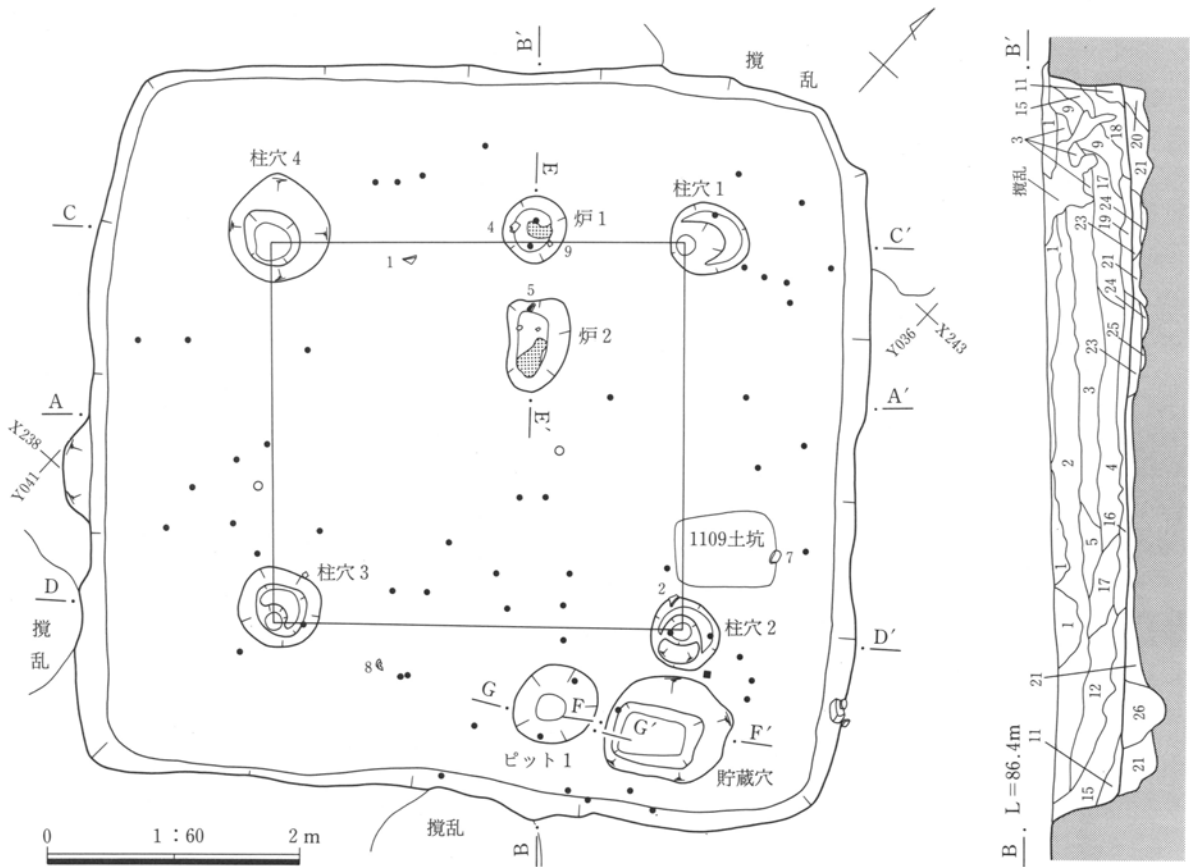 B′
撹
乱
柱穴 4
E
炉 1
柱穴 1
C
4
9
C′
1
5
炉 2
Y036
X243
A
E′
A′
X238
Y041
1109土坑
7
柱穴 3
2
柱穴 2
D
撹
乱
D′
8
G
F
G′
F′
ピット 1
貯蔵穴
撹乱
B
0
1 : 60
2 m
B′
11
15
9
1
3
9
18
20
21
撹乱
17
24
23
19
1
21
24
25
23
3
2
4
16
5
1
17
1
21
12
26
11
21
15
B
L =86.4m